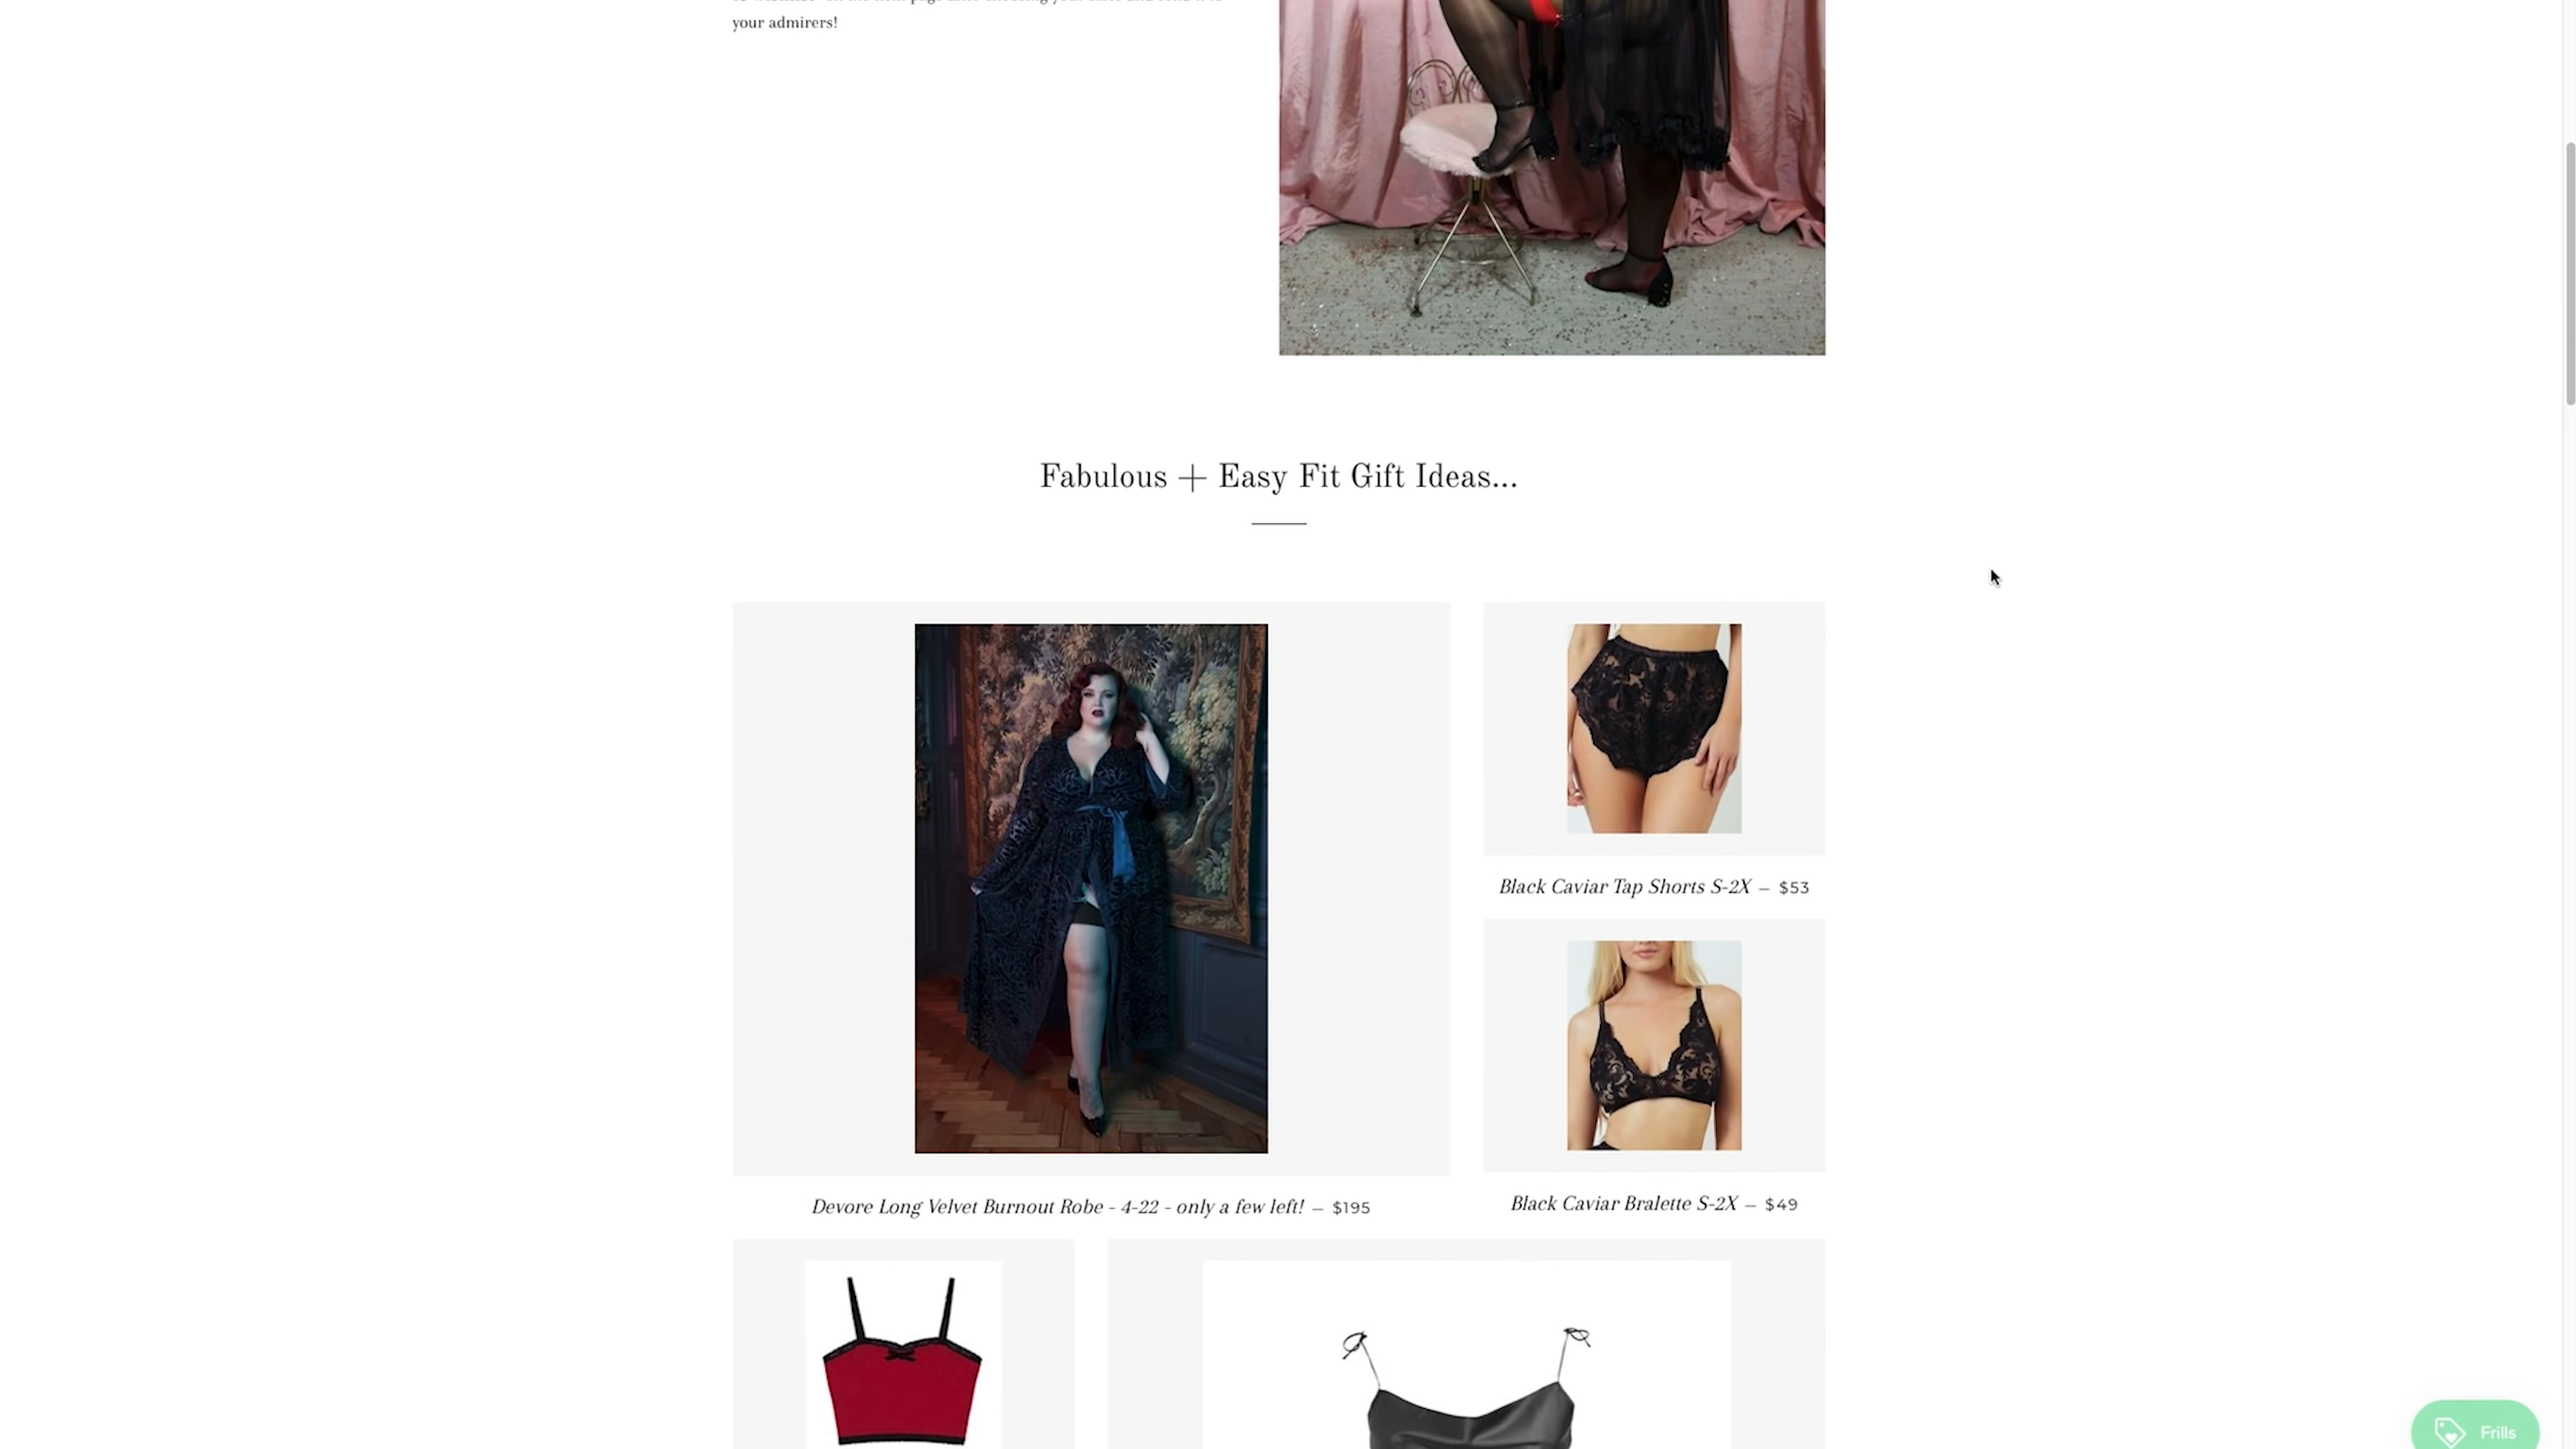 your admirers!
Fabulous + Easy Fit Gift Ideas...
Black Caviar Tap Shorts S-2X — $53
Devore Long Velvet Burnout Robe - 4-22 - only a few left! — $195
Black Caviar Bralette S-2X — $49
Frills